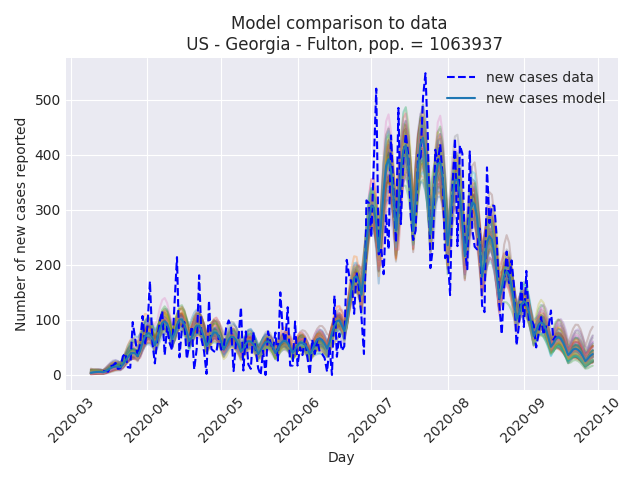 Model comparison to data
US - Georgia - Fulton, pop. = 1063937
new cases data
new cases model
Number of new cases reported
500
400
300
200
100
0
2020-03
2020-04
2020-05
2020-06
2020-07
2020-08
2020-09
2020-10
Day